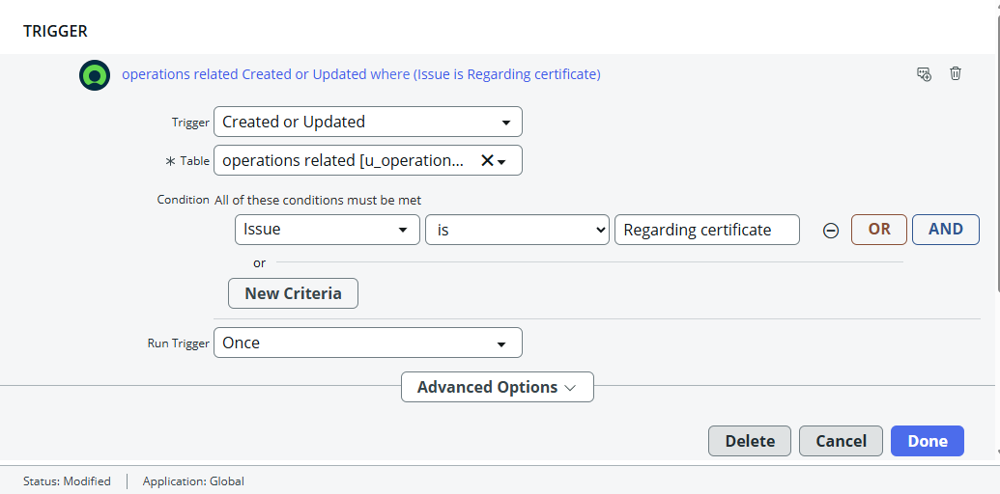 TRIGGER
operations related Created or Updated where (Issue is Regarding certificate)
Trigger Created or Updated
* Table operations related [u_operation...
Condition All of these conditions must be met
Issue is Regarding certificate OR AND
or
New Criteria
Run Trigger Once
Advanced Options
Delete Cancel Done
Status: Modified Application: Global